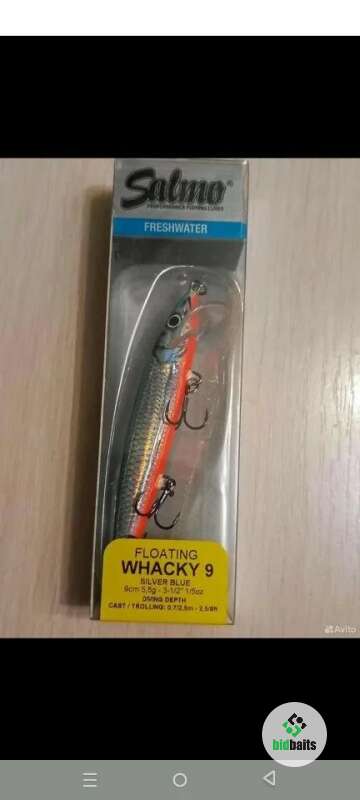 Salmo®
PERFORMANCE FISHING LURES
FRESHWATER
FLOATING
WHACKY 9
SILVER BLUE
9cm 5,5g - 3-1/2" 1/5oz
DIVING DEPTH
CAST / TROLLING: 0,7/2,5m - 2,5/8ft
Avito
bidbaits